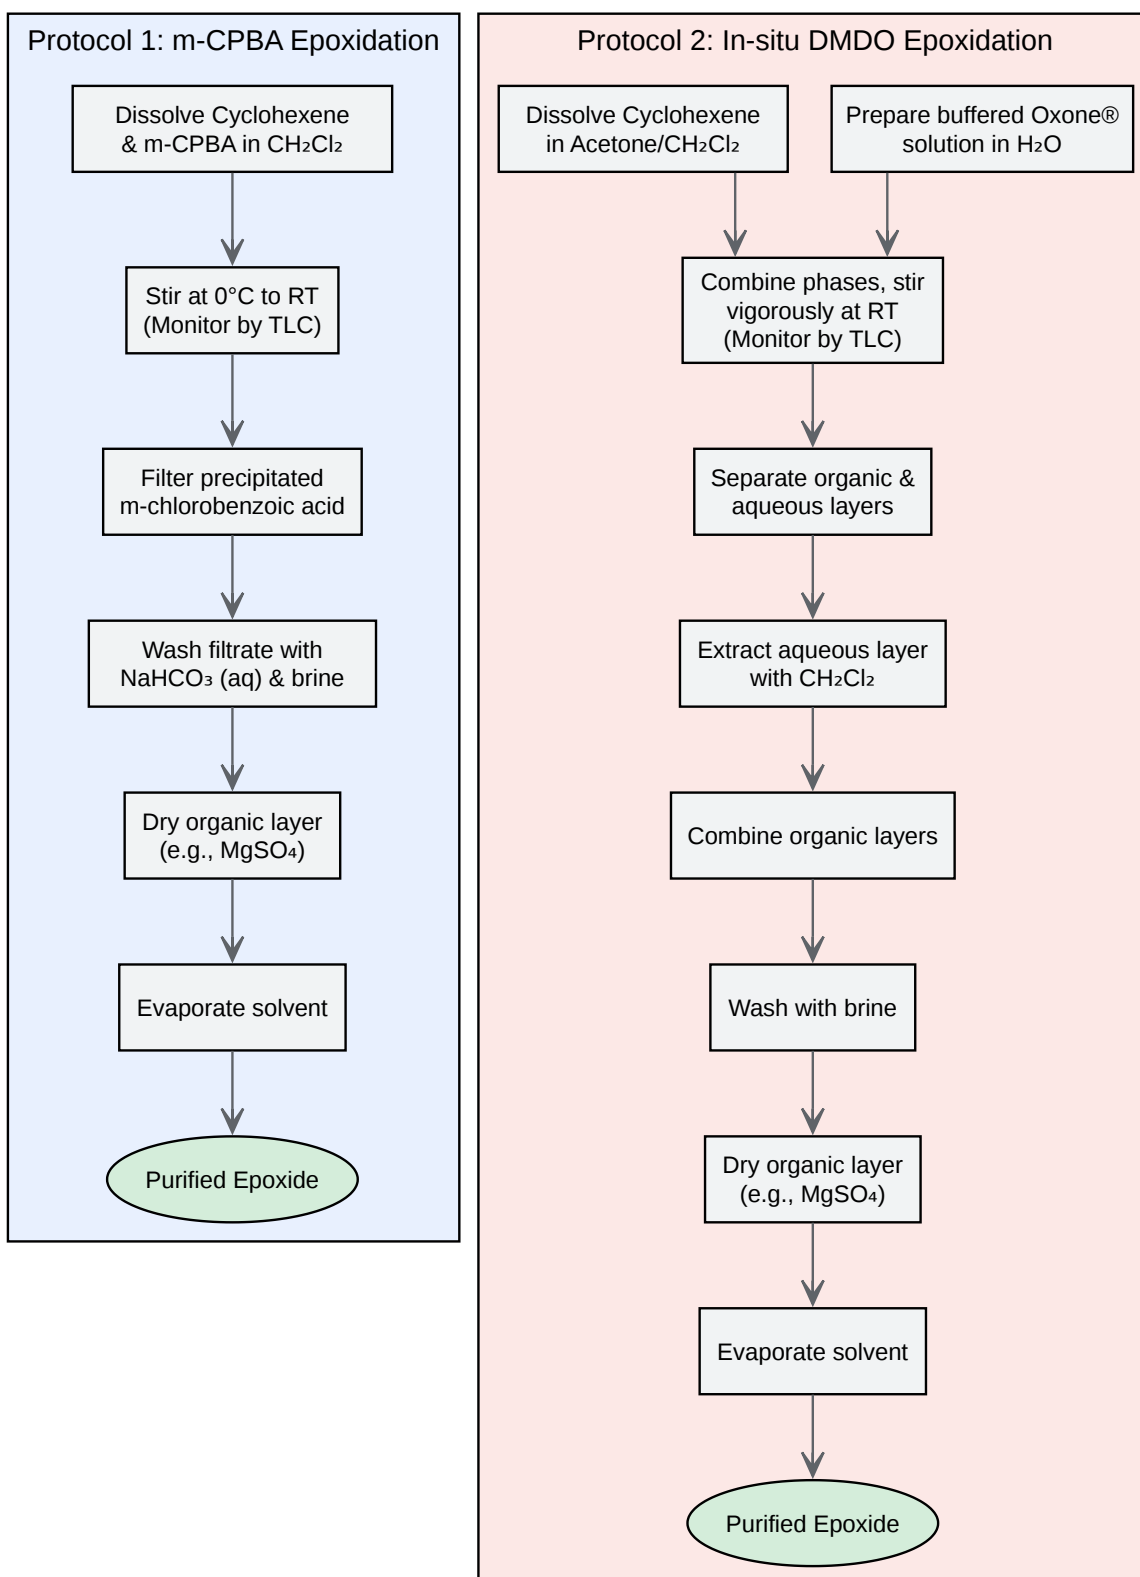 Protocol 1: m-CPBA Epoxidation
Dissolve Cyclohexene
& m-CPBA in CH₂Cl₂
Stir at 0°C to RT
(Monitor by TLC)
Filter precipitated
m-chlorobenzoic acid
Wash filtrate with
NaHCO₃ (aq) & brine
Dry organic layer
(e.g., MgSO₄)
Evaporate solvent
Purified Epoxide
Protocol 2: In-situ DMDO Epoxidation
Dissolve Cyclohexene
in Acetone/CH₂Cl₂
Prepare buffered Oxone®
solution in H₂O
Combine phases, stir
vigorously at RT
(Monitor by TLC)
Separate organic &
aqueous layers
Extract aqueous layer
with CH₂Cl₂
Combine organic layers
Wash with brine
Dry organic layer
(e.g., MgSO₄)
Evaporate solvent
Purified Epoxide